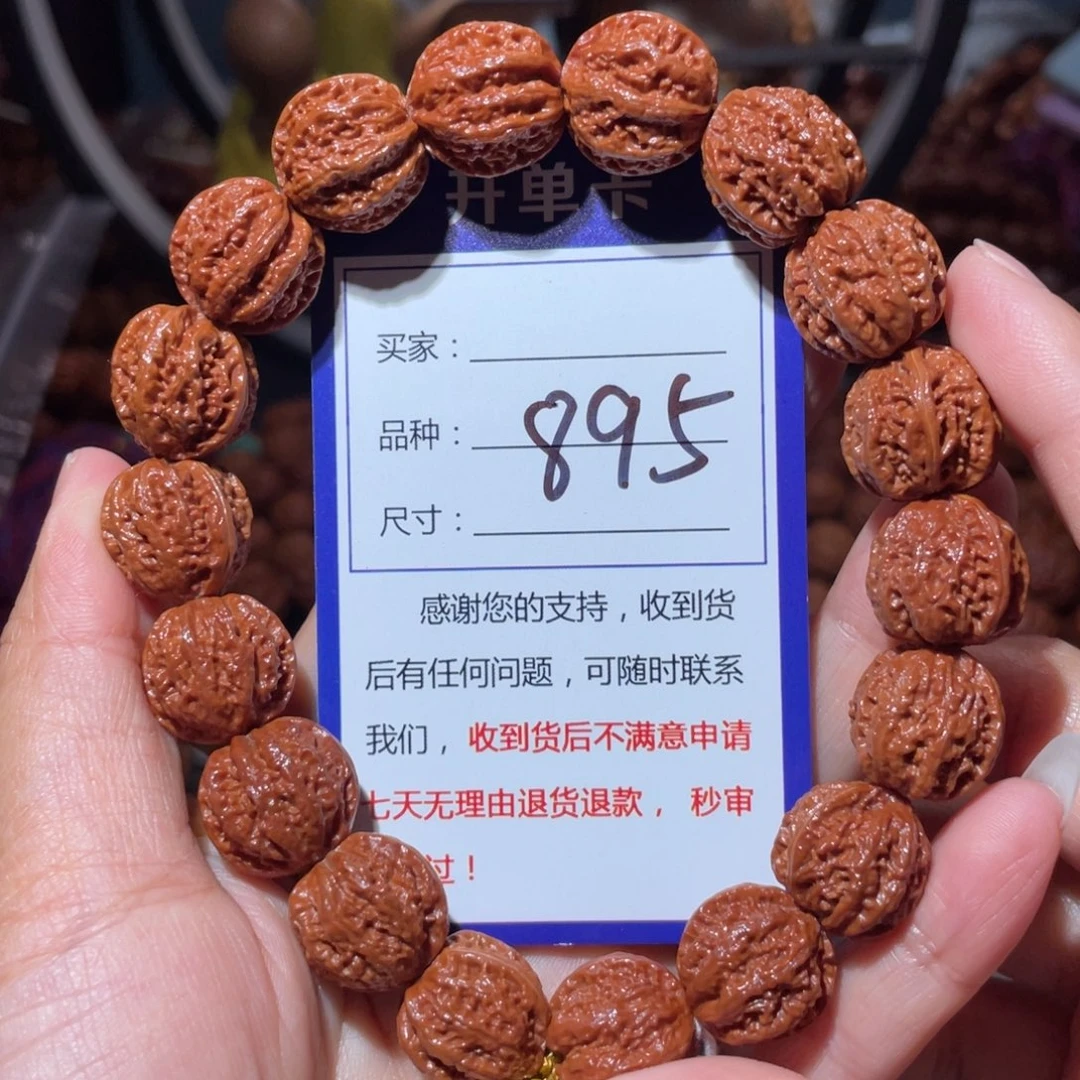 开单卡
买家：
品种：895
尺寸：
感谢您的支持，收到货
后有任何问题，可随时联系
我们，收到货后不满意申请
七天无理由退货退款，秒审
过！